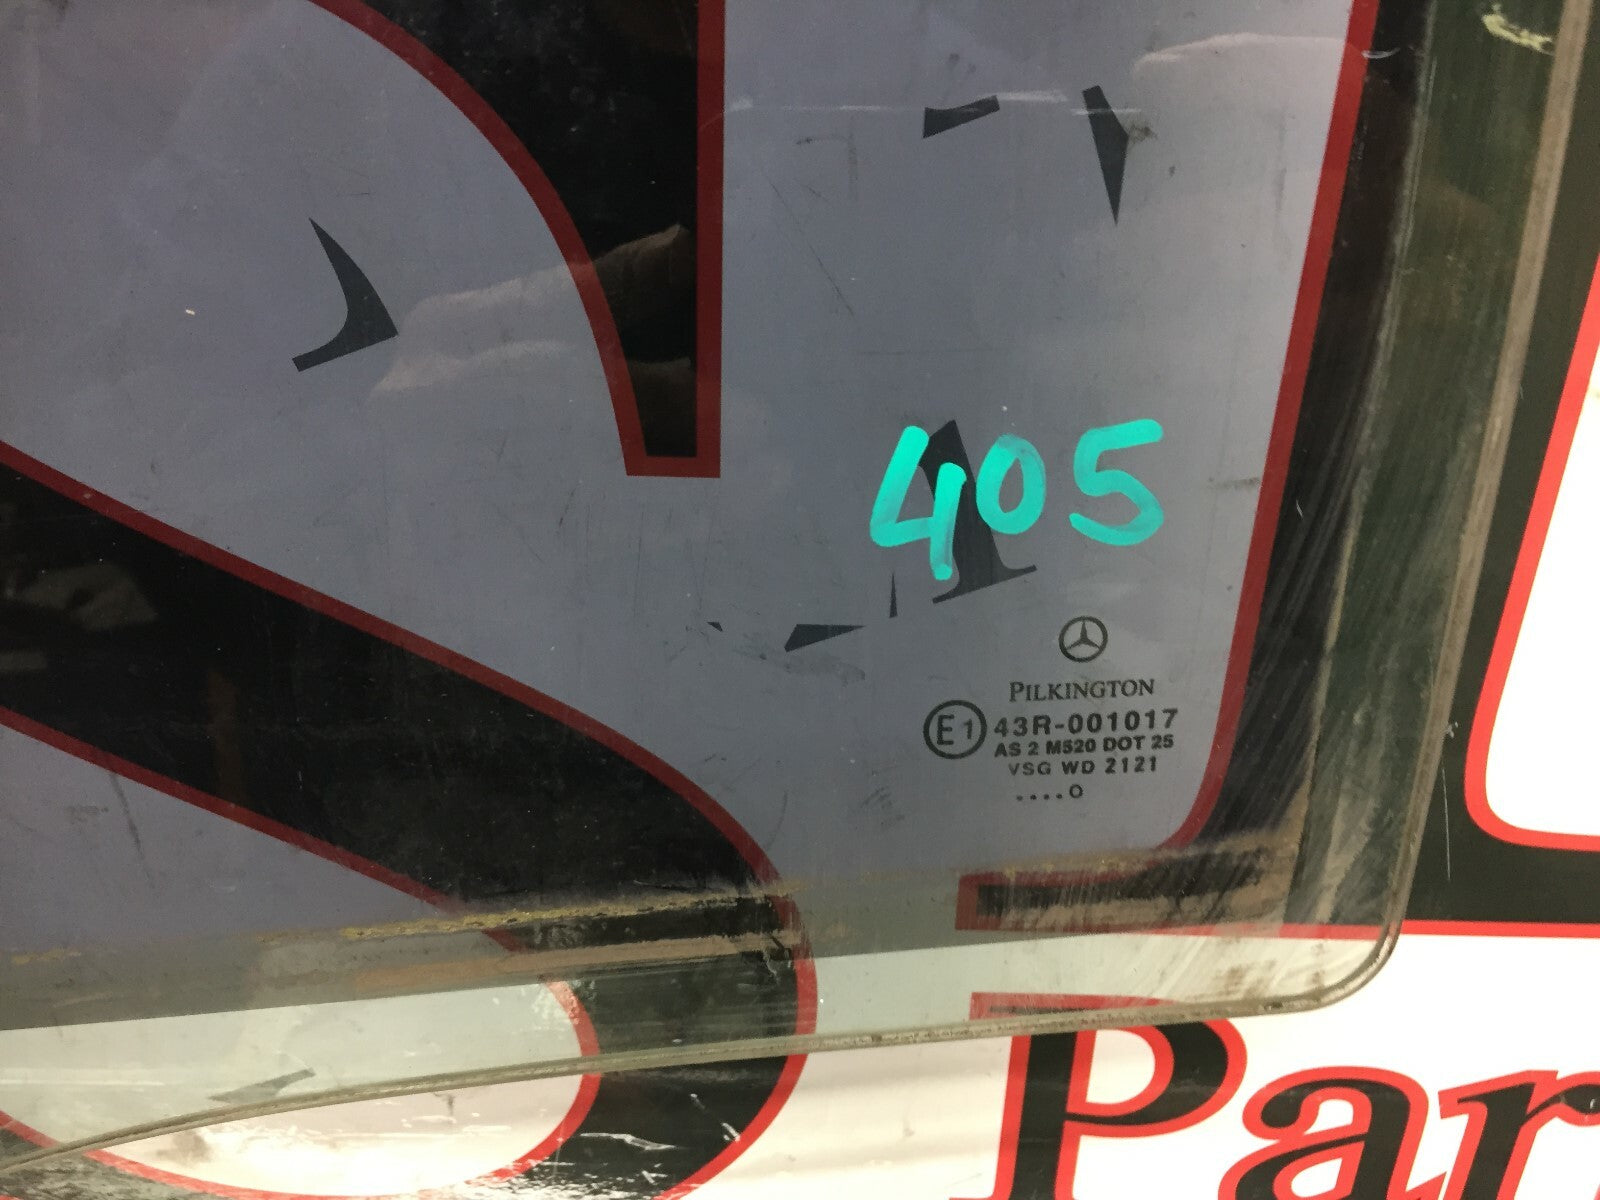 405
PILKINGTON
E1 43R-001017
AS 2 M520 DOT 25
VSG WD 2121
....O
Par